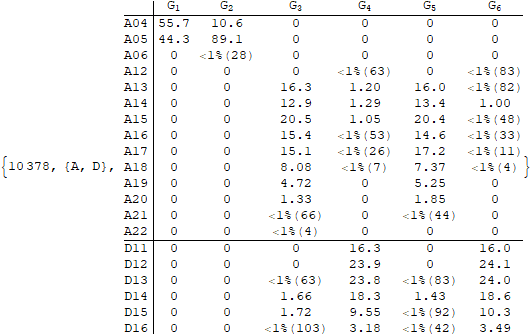 G1 G2 G3 G4 G5 G6
A04 55.7 10.6 0 0 0 0
A05 44.3 89.1 0 0 0 0
A06 0 <1%(28) 0 0 0 0
A12 0 0 0 <1%(63) 0 <1%(83)
A13 0 0 16.3 1.20 16.0 <1%(82)
A14 0 0 12.9 1.29 13.4 1.00
A15 0 0 20.5 1.05 20.4 <1%(48)
A16 0 0 15.4 <1%(53) 14.6 <1%(33)
A17 0 0 15.1 <1%(26) 17.2 <1%(11)
{10378, {A, D}, A18 0 0 8.08 <1%(7) 7.37 <1%(4) }
A19 0 0 4.72 0 5.25 0
A20 0 0 1.33 0 1.85 0
A21 0 0 <1%(66) 0 <1%(44) 0
A22 0 0 <1%(4) 0 0 0
D11 0 0 0 16.3 0 16.0
D12 0 0 0 23.9 0 24.1
D13 0 0 <1%(63) 23.8 <1%(83) 24.0
D14 0 0 1.66 18.3 1.43 18.6
D15 0 0 1.72 9.55 <1%(92) 10.3
D16 0 0 <1%(103) 3.18 <1%(42) 3.49